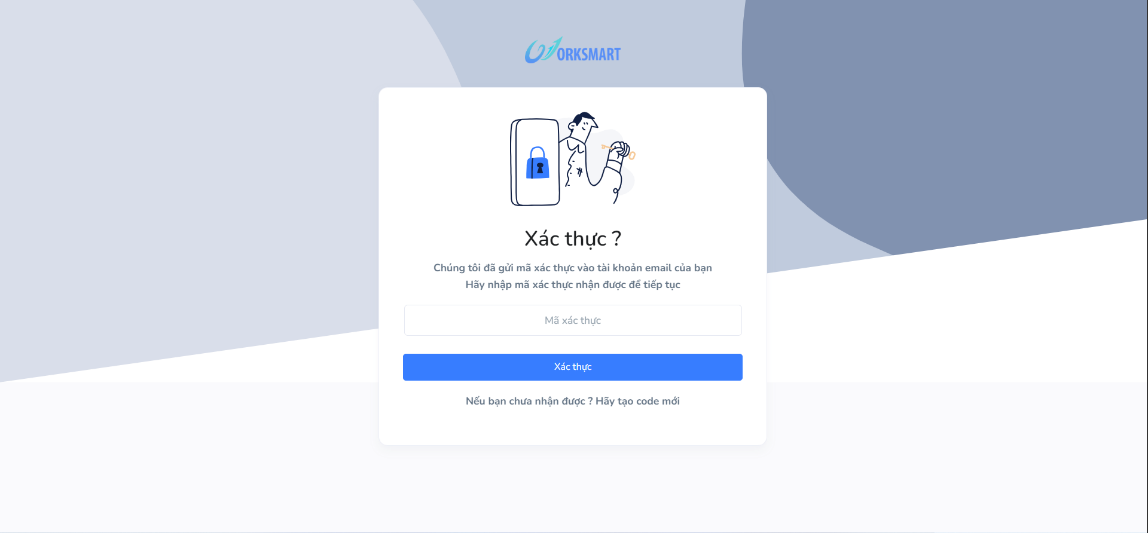 WORKSMART
Xác thực ?
Chúng tôi đã gửi mã xác thực vào tài khoản email của bạn
Hãy nhập mã xác thực nhận được để tiếp tục
Mã xác thực
Xác thực
Nếu bạn chưa nhận được ? Hãy tạo code mới